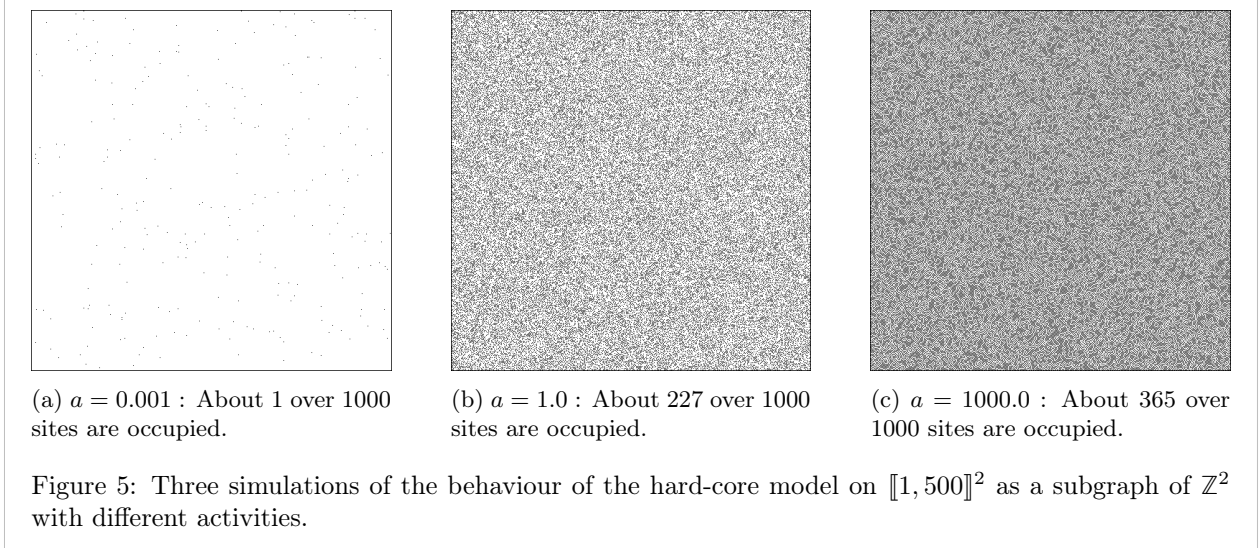 (a) a = 0.001 : About 1 over 1000
sites are occupied.
(b) a = 1.0 : About 227 over 1000
sites are occupied.
(c) a = 1000.0 : About 365 over
1000 sites are occupied.
Figure 5: Three simulations of the behaviour of the hard-core model on ⟦1, 500⟧² as a subgraph of ℤ²
with different activities.